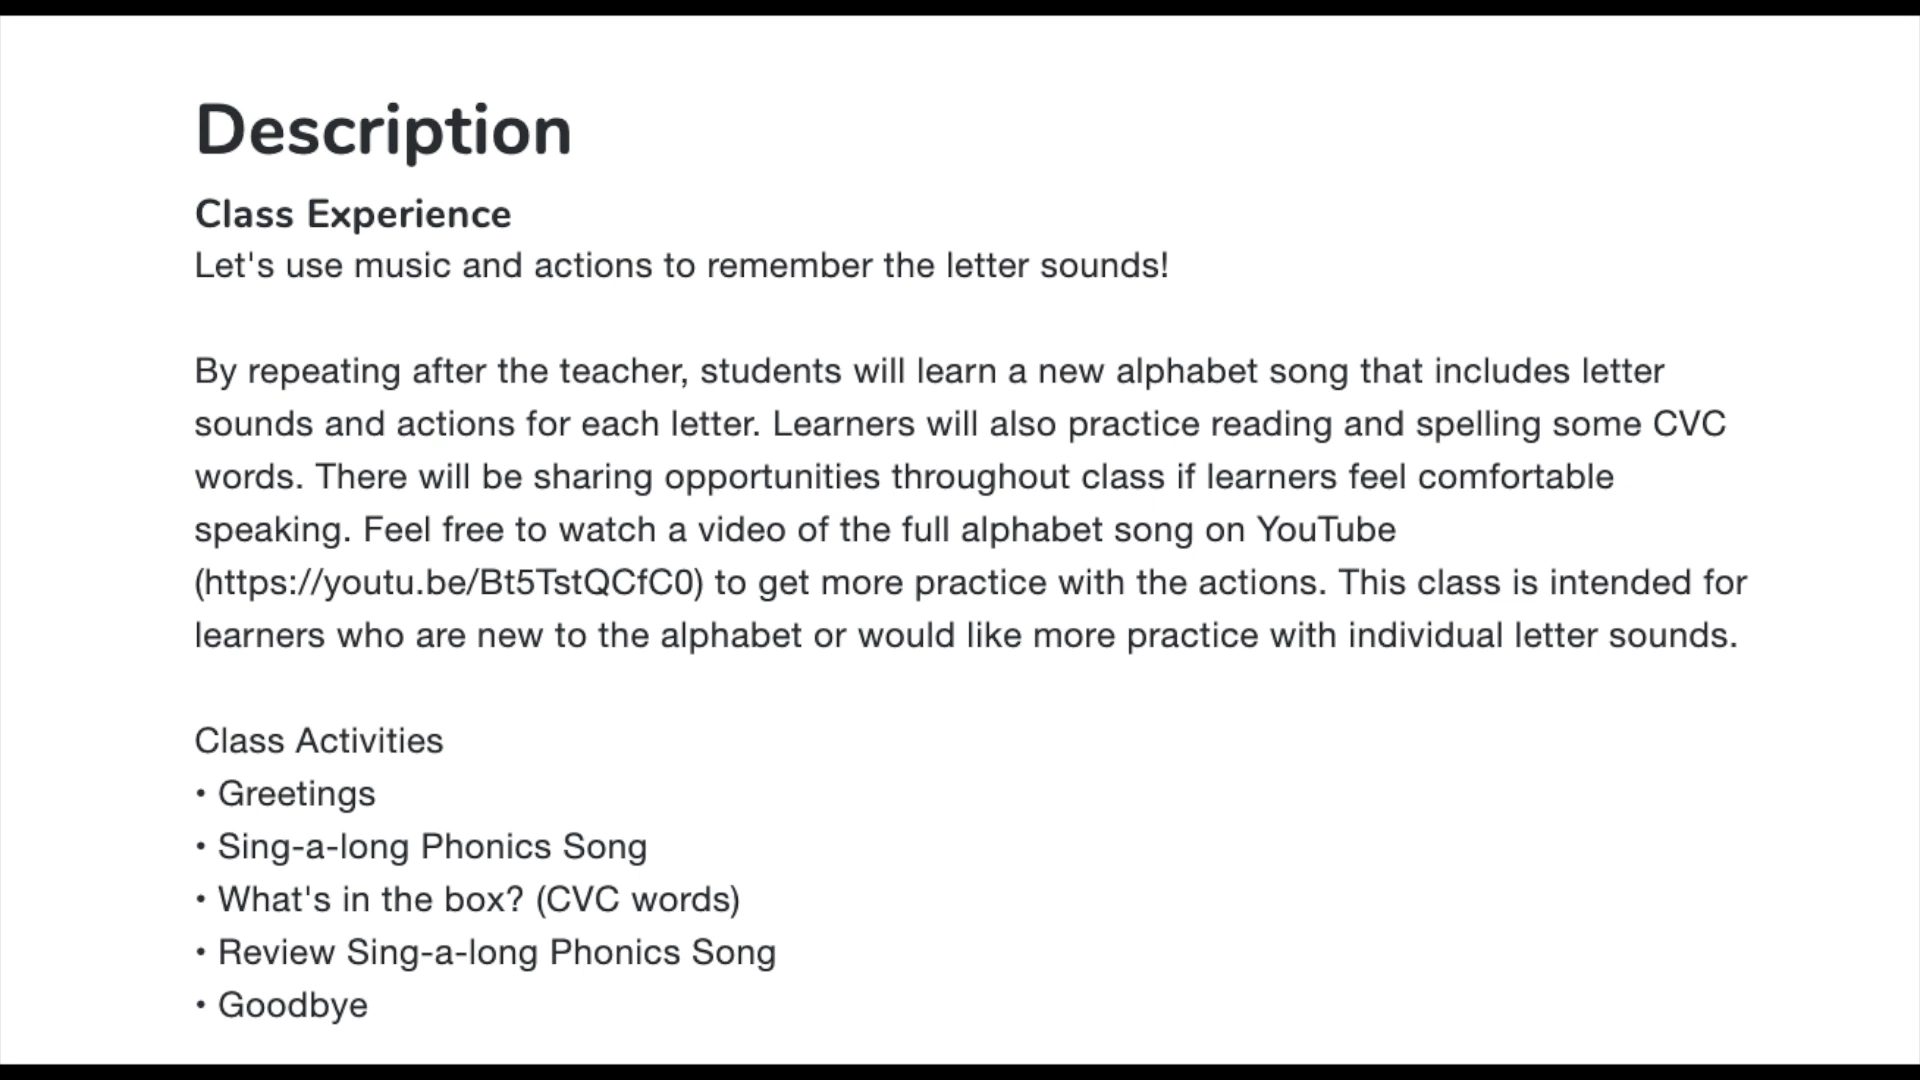 Description
Class Experience
Let's use music and actions to remember the letter sounds!
By repeating after the teacher, students will learn a new alphabet song that includes letter
sounds and actions for each letter. Learners will also practice reading and spelling some CVC
words. There will be sharing opportunities throughout class if learners feel comfortable
speaking. Feel free to watch a video of the full alphabet song on YouTube
(https://youtu.be/Bt5TstQCfC0) to get more practice with the actions. This class is intended for
learners who are new to the alphabet or would like more practice with individual letter sounds.
Class Activities
• Greetings
• Sing-a-long Phonics Song
• What's in the box? (CVC words)
• Review Sing-a-long Phonics Song
• Goodbye